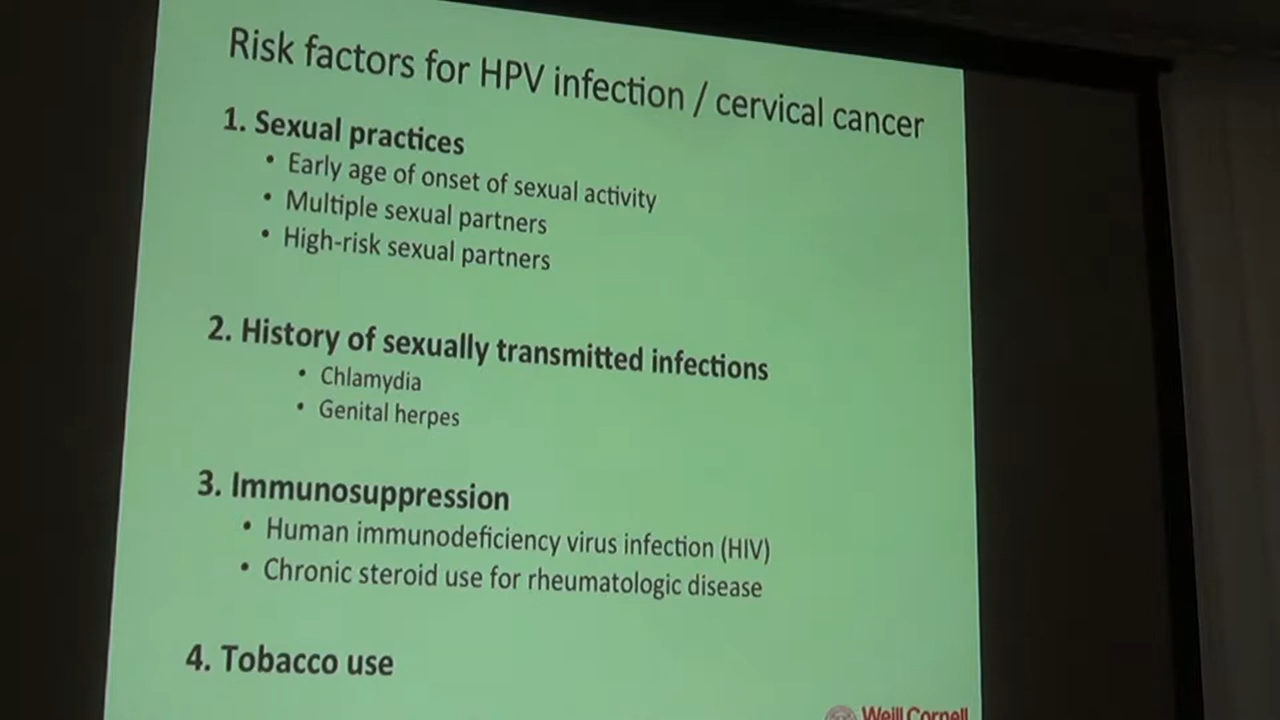 Risk factors for HPV infection / cervical cancer
1. Sexual practices
• Early age of onset of sexual activity
• Multiple sexual partners
• High-risk sexual partners
2. History of sexually transmitted infections
• Chlamydia
• Genital herpes
3. Immunosuppression
• Human immunodeficiency virus infection (HIV)
• Chronic steroid use for rheumatologic disease
4. Tobacco use
Weill Cornell